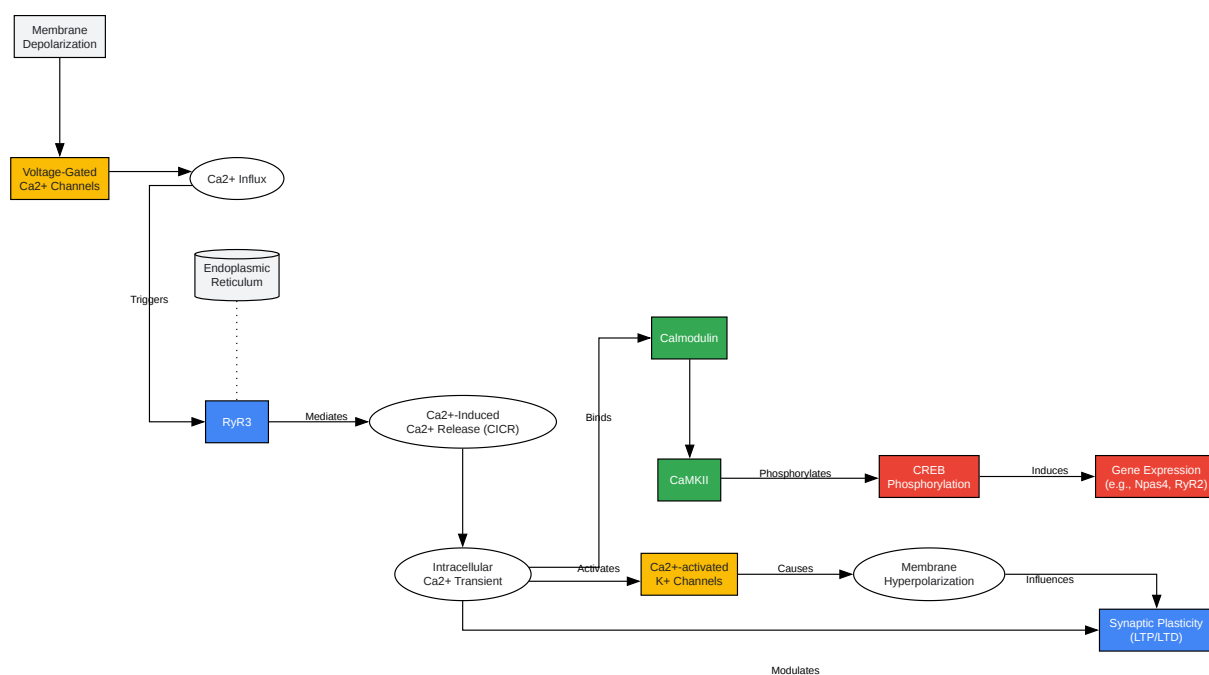 Membrane
Depolarization
Voltage-Gated
Ca2+ Channels
Ca2+ Influx
Endoplasmic
Reticulum
Triggers
Calmodulin
RyR3
Mediates
Ca2+-Induced
Ca2+ Release (CICR)
Binds
CaMKII
Phosphorylates
CREB
Phosphorylation
Induces
Gene Expression
(e.g., Npas4, RyR2)
Intracellular
Ca2+ Transient
Activates
Ca2+-activated
K+ Channels
Causes
Membrane
Hyperpolarization
Influences
Synaptic Plasticity
(LTP/LTD)
Modulates